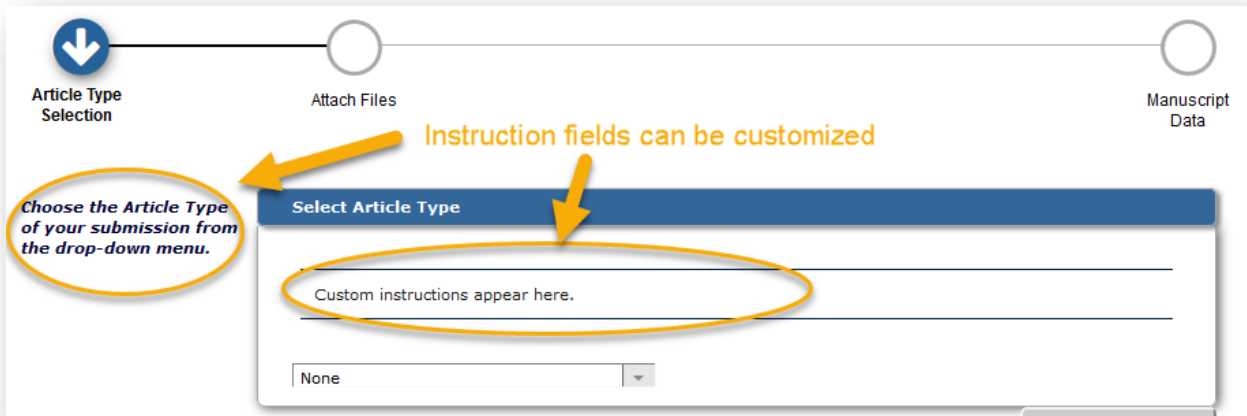 Article Type
Selection
Attach Files
Manuscript
Data
Instruction fields can be customized
Choose the Article Type
of your submission from
the drop-down menu.
Select Article Type
Custom instructions appear here.
None